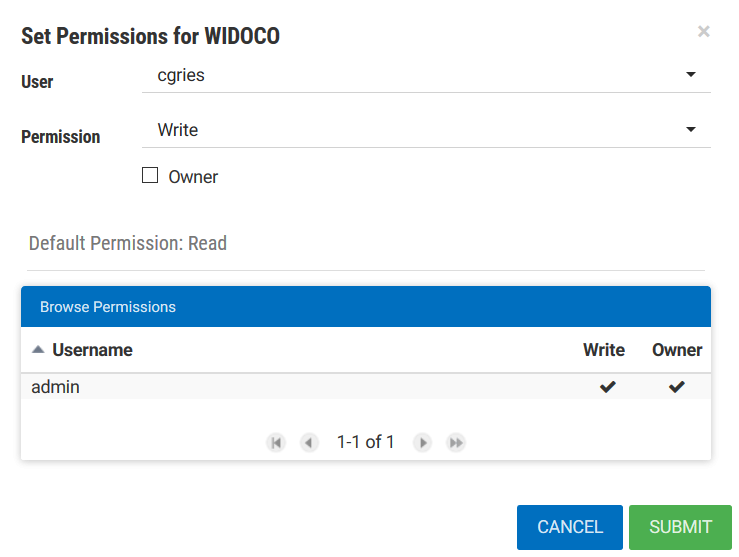 Set Permissions for WIDOCO
User cgries
Permission Write
Owner
Default Permission: Read
Browse Permissions
Username Write Owner
admin
1-1 of 1
CANCEL SUBMIT